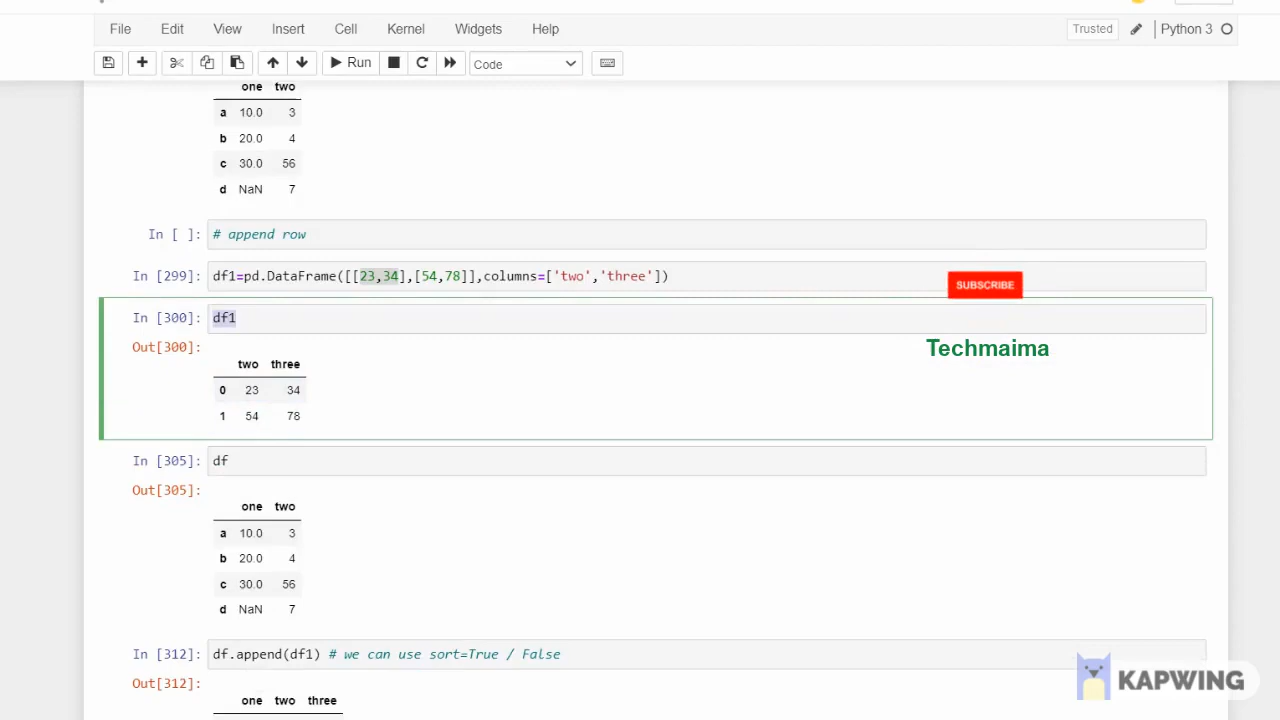 File Edit View Insert Cell Kernel Widgets Help Trusted Python 3
Run Code
one two
a 10.0 3
b 20.0 4
c 30.0 56
d NaN 7
In [ ]: # append row
In [299]: df1=pd.DataFrame([[23,34],[54,78]],columns=['two','three'])
SUBSCRIBE
In [300]: df1
Out[300]:
Techmaima
two three
0 23 34
1 54 78
In [305]: df
Out[305]:
one two
a 10.0 3
b 20.0 4
c 30.0 56
d NaN 7
In [312]: df.append(df1) # we can use sort=True / False
Out[312]:
KAPWING
one two three